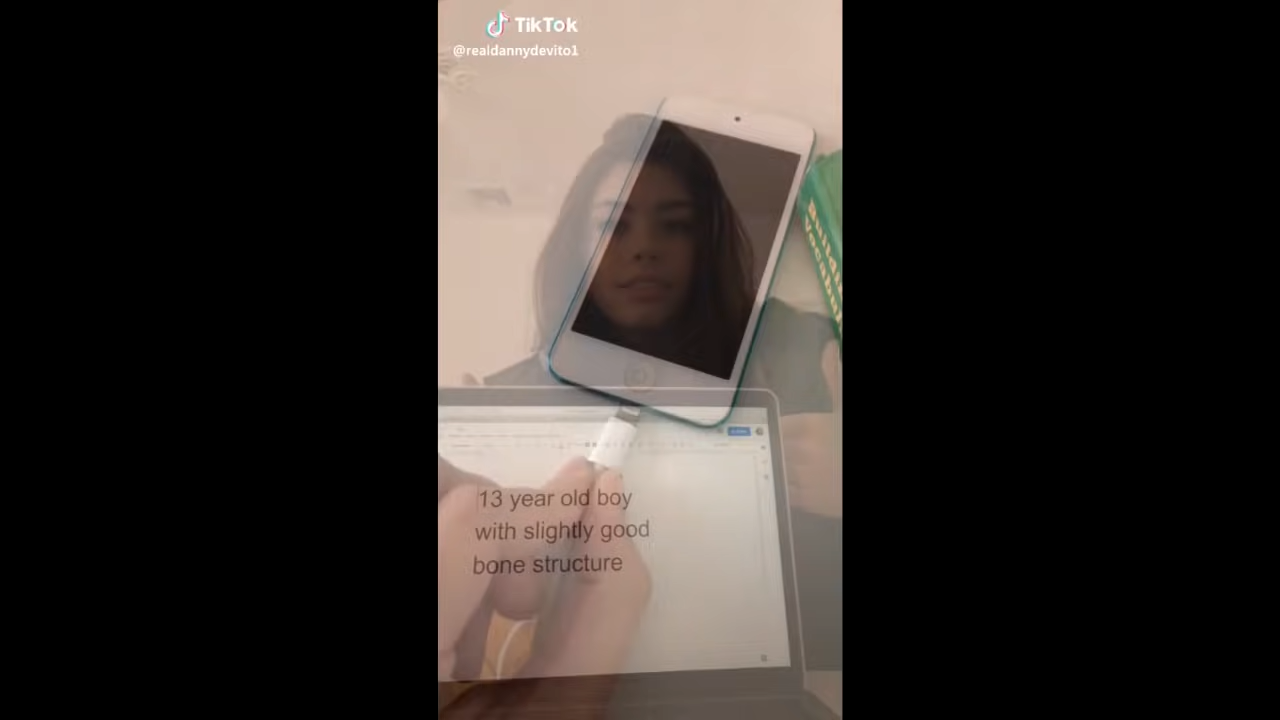 TikTok
@realdannydevito1
13 year old boy
with slightly good
bone structure